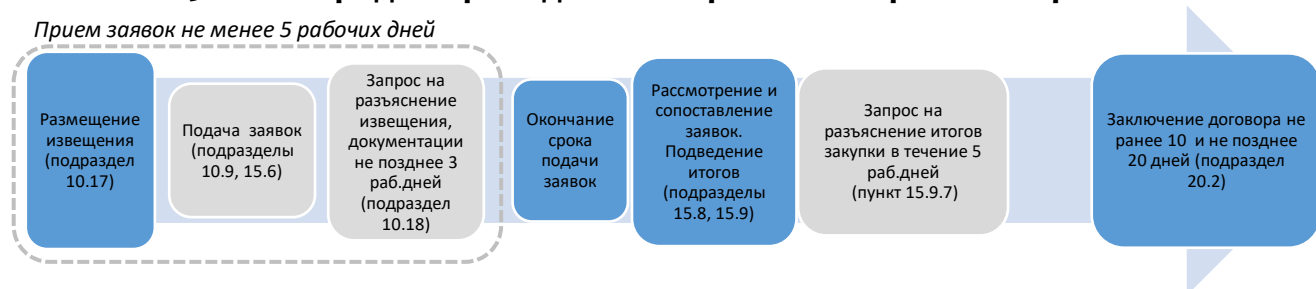 Прием заявок не менее 5 рабочих дней
Размещение
извещения
(подраздел
10.17)
Подача заявок
(подразделы
10.9, 15.6)
Запрос на
разъяснение
извещения,
документации
не позднее 3
раб.дней
(подраздел
10.18)
Окончание
срока
подачи
заявок
Рассмотрение и
сопоставление
заявок.
Подведение
итогов
(подразделы
15.8, 15.9)
Запрос на
разъяснение итогов
закупки в течение 5
раб.дней
(пункт 15.9.7)
Заключение договора не
ранее 10 и не позднее
20 дней (подраздел
20.2)